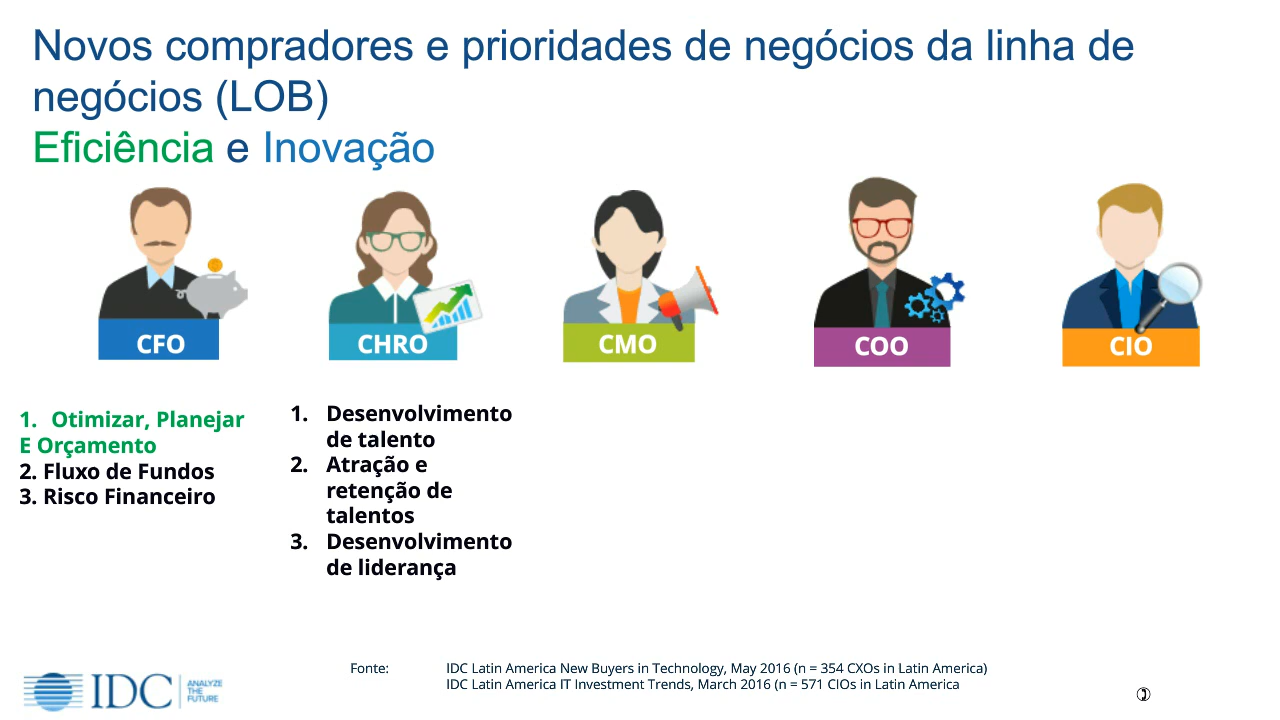 Novos compradores e prioridades de negócios da linha de
negócios (LOB)
Eficiência e Inovação
CFO
CHRO
CMO
COO
CIO
1. Otimizar, Planejar
E Orçamento
2. Fluxo de Fundos
3. Risco Financeiro
1. Desenvolvimento
de talento
2. Atração e
retenção de
talentos
3. Desenvolvimento
de liderança
Fonte: IDC Latin America New Buyers in Technology, May 2016 (n = 354 CXOs in Latin America)
IDC Latin America IT Investment Trends, March 2016 (n = 571 CIOs in Latin America
IDC
ANALYZE
THE
FUTURE